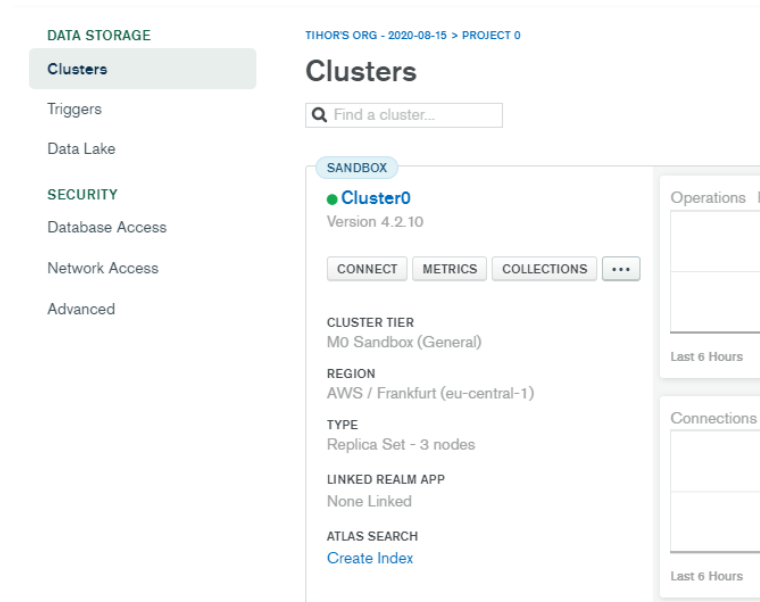 DATA STORAGE
Clusters
Triggers
Data Lake
SECURITY
Database Access
Network Access
Advanced
TIHOR'S ORG - 2020-08-15 > PROJECT 0
Clusters
Find a cluster...
SANDBOX
Cluster0
Version 4.2.10
CONNECT METRICS COLLECTIONS ...
CLUSTER TIER
M0 Sandbox (General)
REGION
AWS / Frankfurt (eu-central-1)
TYPE
Replica Set - 3 nodes
LINKED REALM APP
None Linked
ATLAS SEARCH
Create Index
Operations
Last 6 Hours
Connections
Last 6 Hours